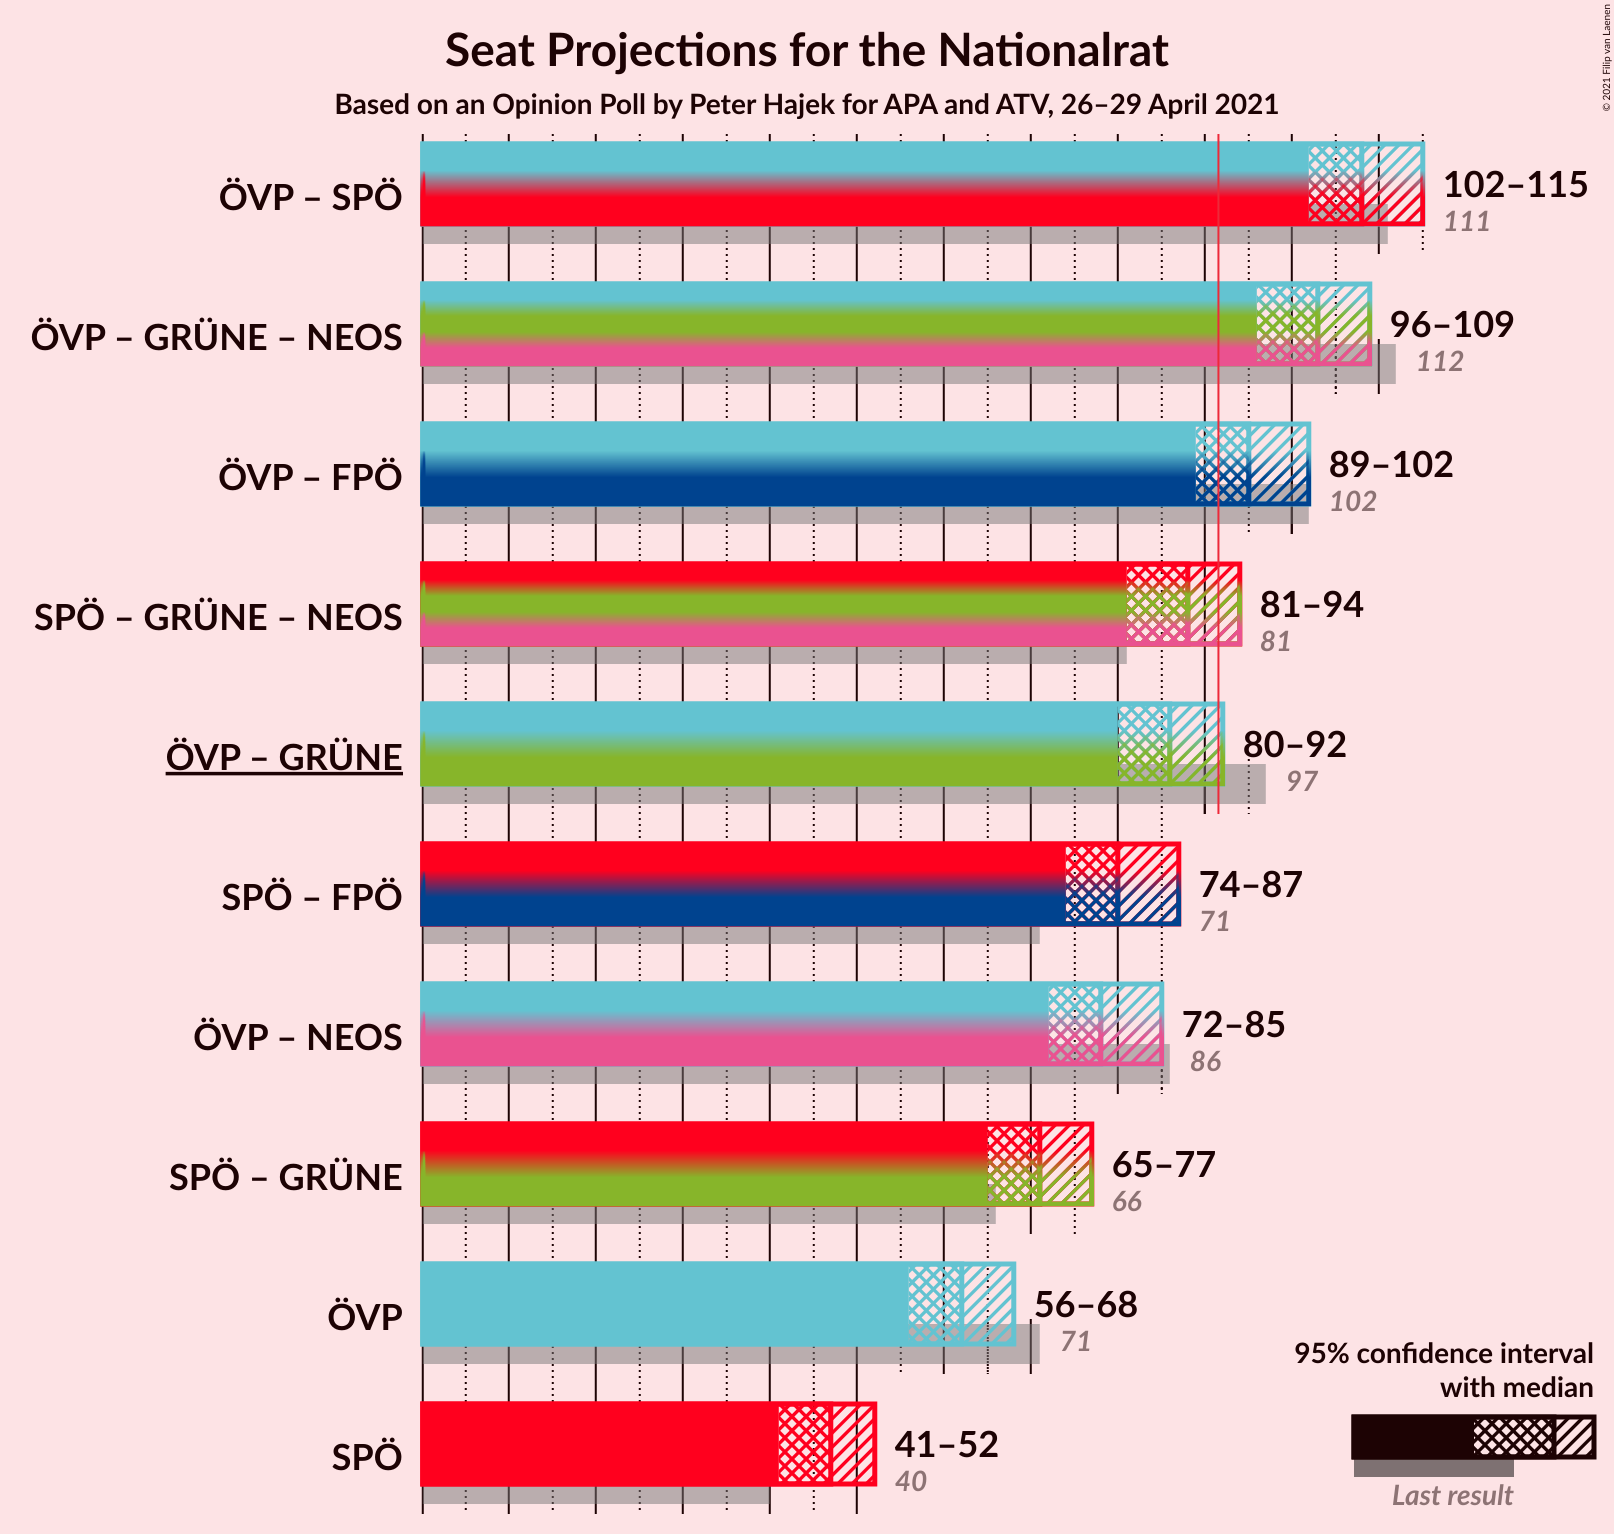 Seat Projections for the Nationalrat
Based on an Opinion Poll by Peter Hajek for APA and ATV, 26–29 April 2021
© 2021 Filip van Laenen
ÖVP – SPÖ
102–115
111
ÖVP – GRÜNE – NEOS
96–109
112
ÖVP – FPÖ
89–102
102
SPÖ – GRÜNE – NEOS
81–94
81
ÖVP – GRÜNE
80–92
97
SPÖ – FPÖ
74–87
71
ÖVP – NEOS
72–85
86
SPÖ – GRÜNE
65–77
66
ÖVP
56–68
71
SPÖ
41–52
40
95% confidence interval
with median
Last result